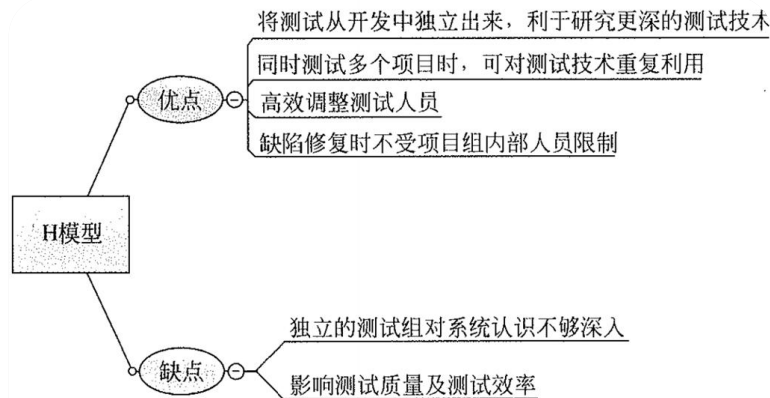 将测试从开发中独立出来，利于研究更深的测试技术
同时测试多个项目时，可对测试技术重复利用
优点
高效调整测试人员
缺陷修复时不受项目组内部人员限制
H模型
独立的测试组对系统认识不够深入
缺点
影响测试质量及测试效率